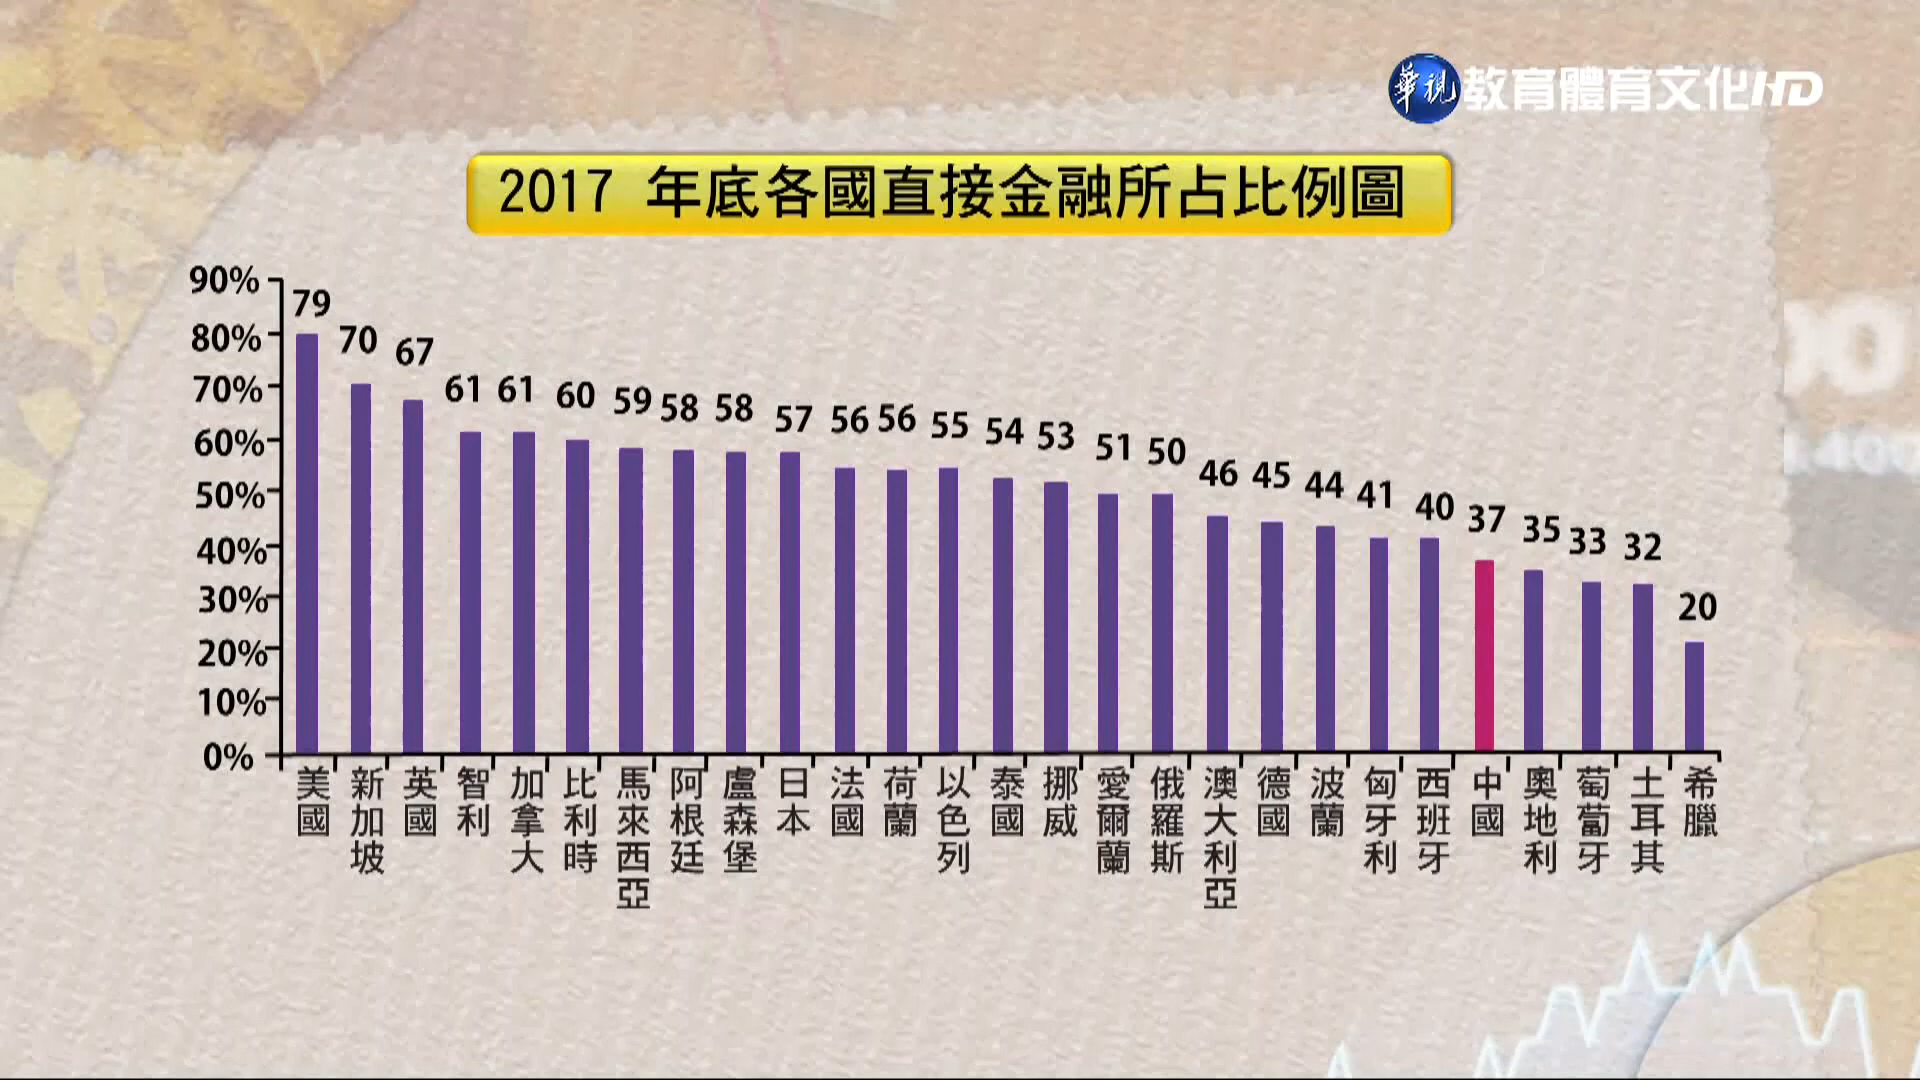 華視 教育體育文化HD
2017 年底各國直接金融所占比例圖
90%
80%
70%
60%
50%
40%
30%
20%
10%
0%
79
70
67
61
61
60
59
58
58
57
56
56
55
54
53
51
50
46
45
44
41
40
37
35
33
32
20
美國
新加坡
英國
智利
加拿大
比利時
馬來西亞
阿根廷
盧森堡
日本
法國
荷蘭
以色列
泰國
挪威
愛爾蘭
俄羅斯
澳大利亞
德國
波蘭
匈牙利
西班牙
中國
奧地利
葡萄牙
土耳其
希臘